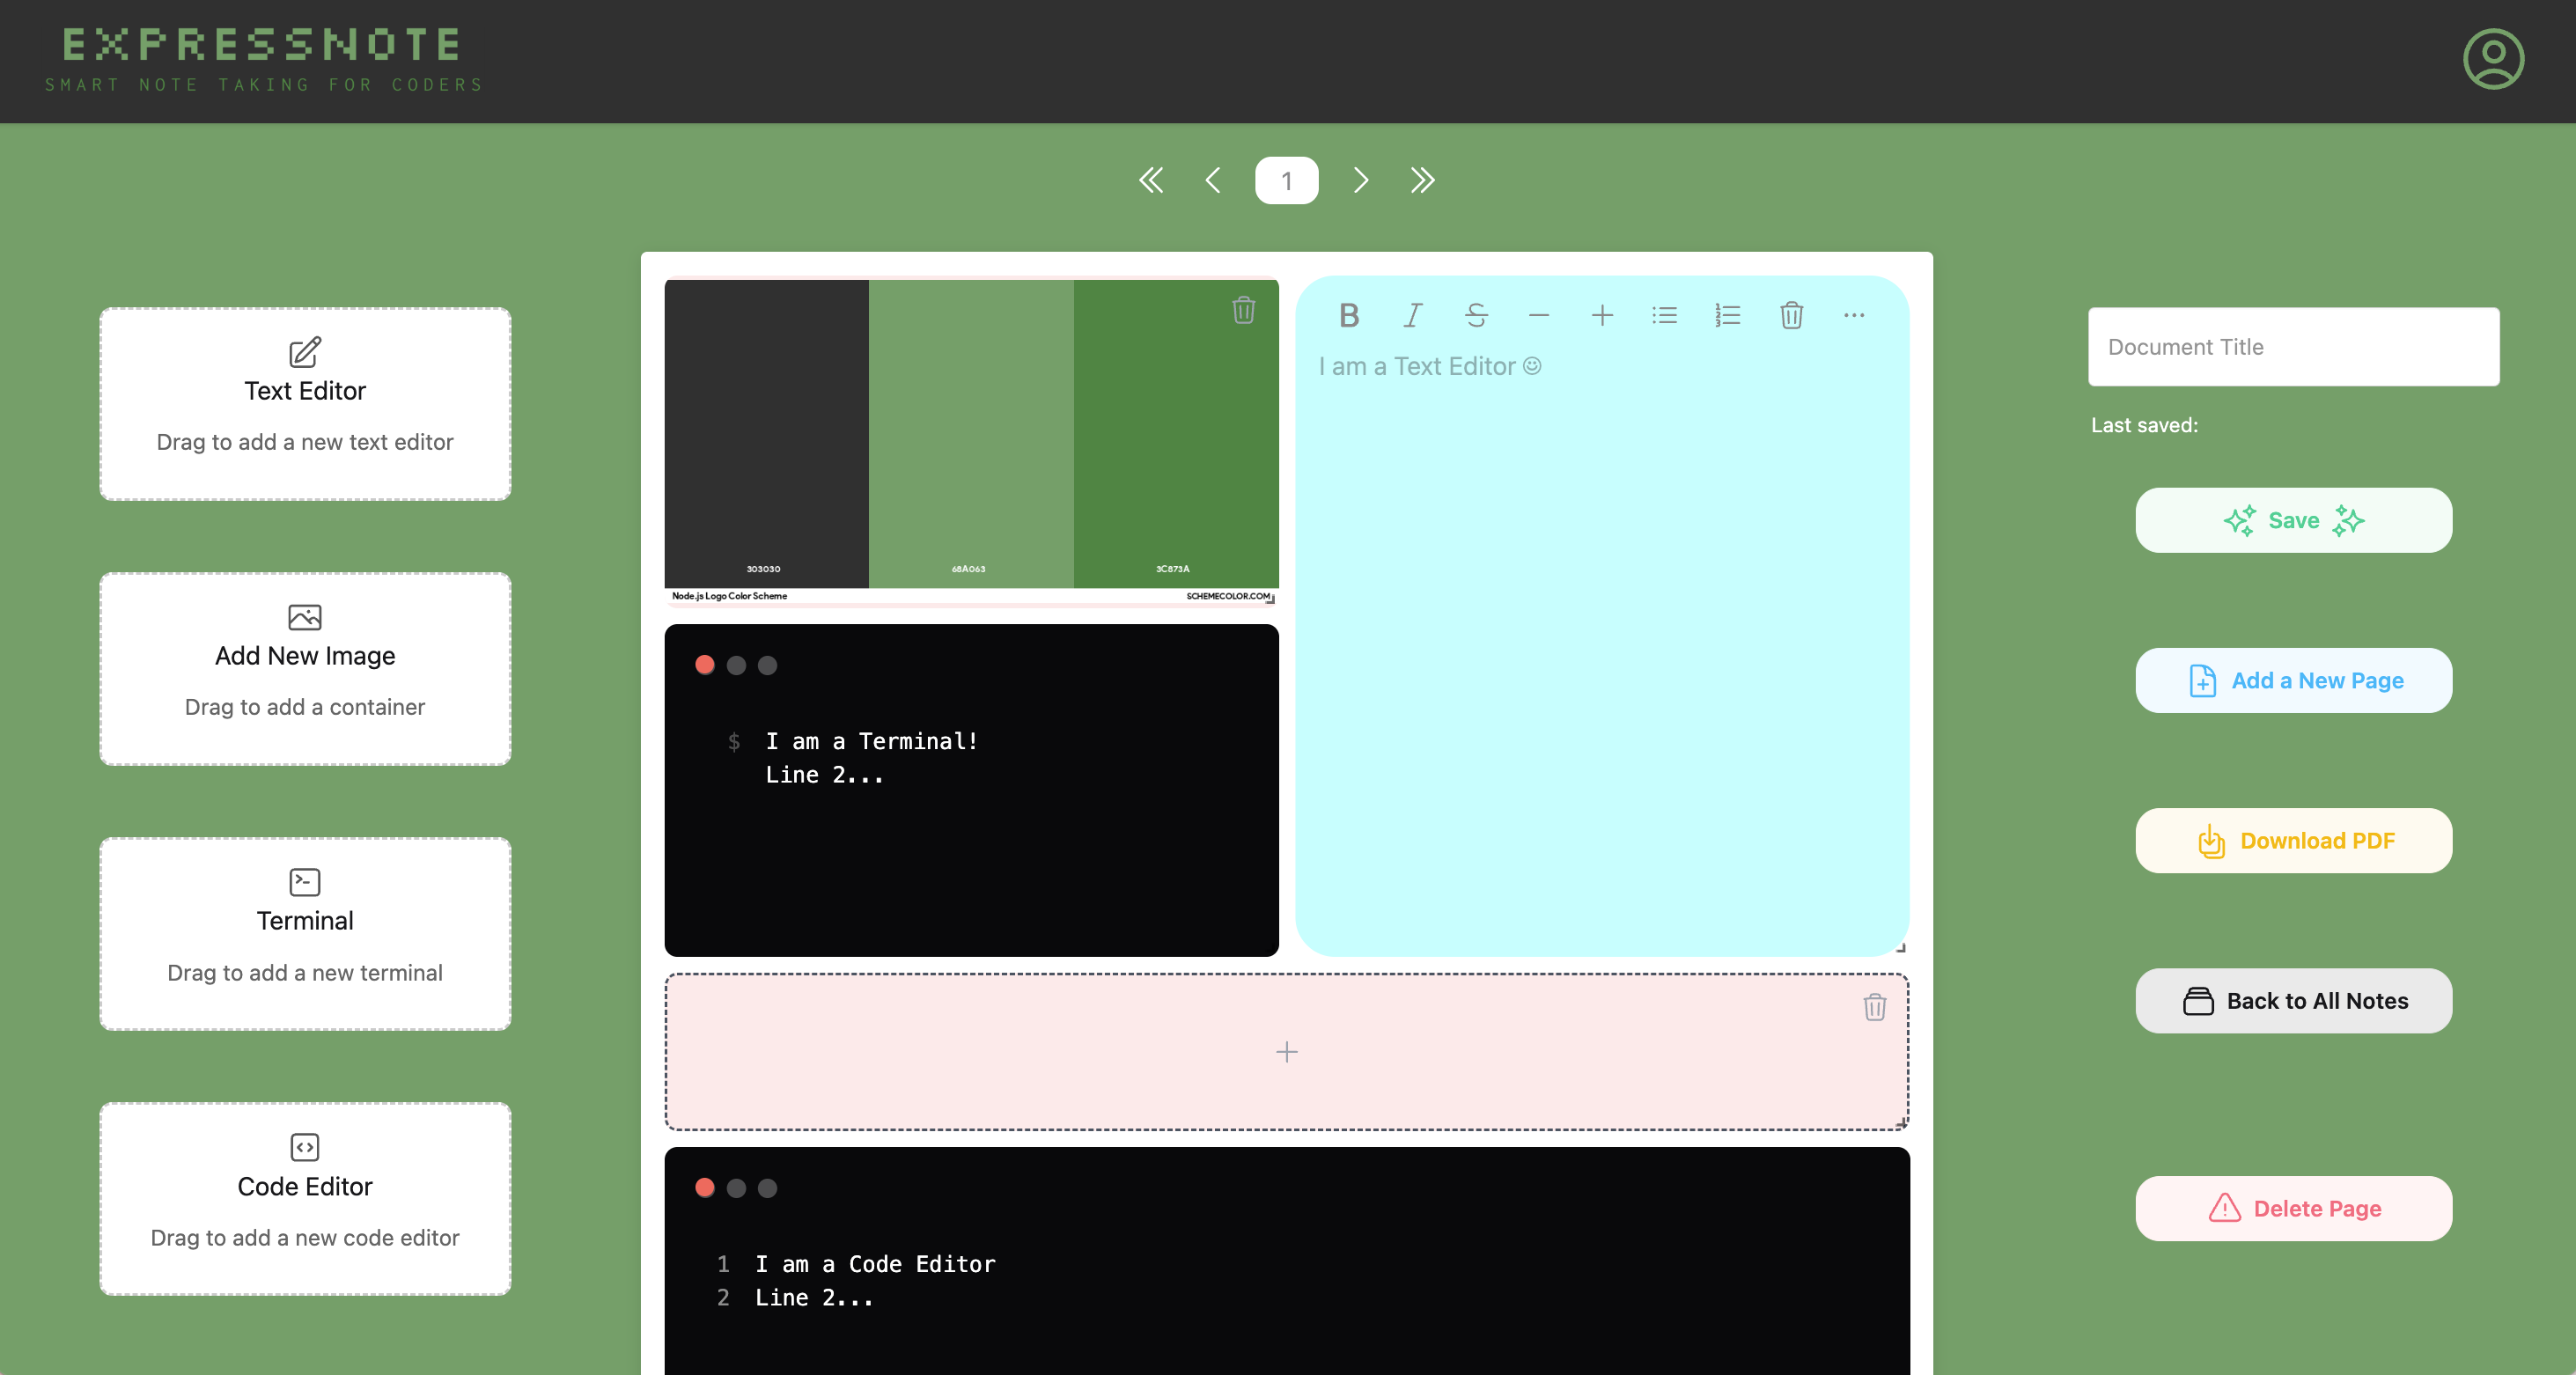 EXPRESSNOTE
SMART NOTE TAKING FOR CODERS
1
Text Editor
Drag to add a new text editor
Add New Image
Drag to add a container
Terminal
Drag to add a new terminal
Code Editor
Drag to add a new code editor
303030
68A063
3C873A
Node.js Logo Color Scheme
SCHEMECOLOR.COM
B I S
I am a Text Editor ☺
$ I am a Terminal!
Line 2...
1 I am a Code Editor
2 Line 2...
Document Title
Last saved:
Save
Add a New Page
Download PDF
Back to All Notes
Delete Page